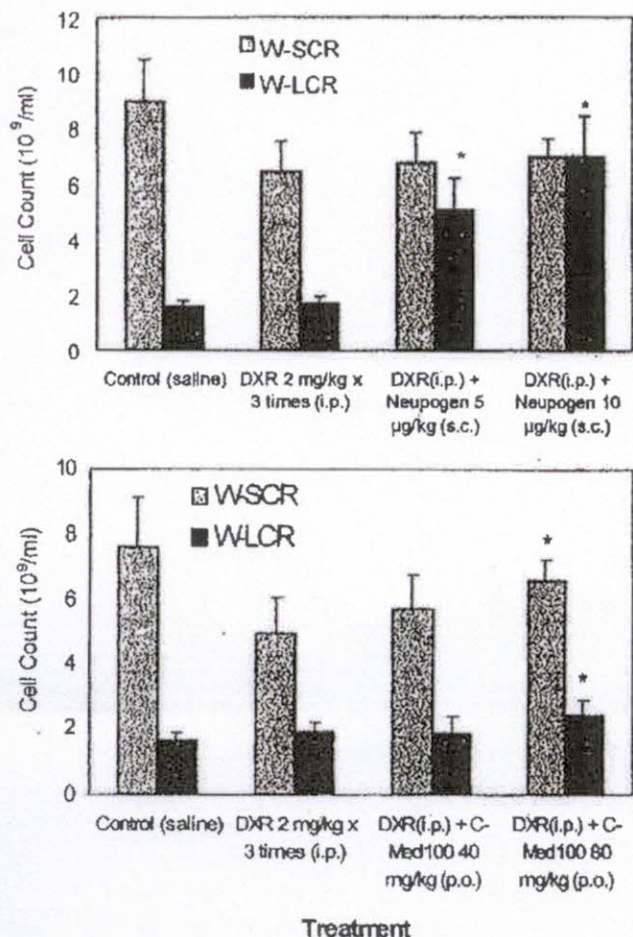 12
10
8
6
4
2
0
Cell Count (10⁹/ml)
W-SCR
W-LCR
*
*
Control (saline)
DXR 2 mg/kg x
3 times (i.p.)
DXR(i.p.) +
Neupogen 5
µg/kg (s.c.)
DXR(i.p.) +
Neupogen 10
µg/kg (s.c.)
10
8
6
4
2
0
Cell Count (10⁹/ml)
W-SCR
W-LCR
*
*
Control (saline)
DXR 2 mg/kg x
3 times (i.p.)
DXR(i.p.) + C-
Med100 40
mg/kg (p.o.)
DXR(i.p.) + C-
Med100 80
mg/kg (p.o.)
Treatment